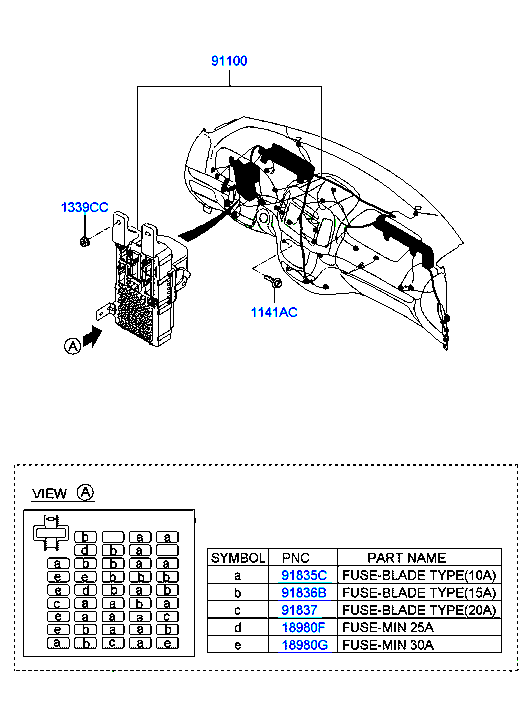 91100
1339CC
1141AC
A
VIEW A
b a a
d b a
a b b b
e e b b
e d b a
c a a b
e a a c
e b b a
a b c a e
SYMBOL PNC PART NAME
a 91835C FUSE-BLADE TYPE(10A)
b 91836B FUSE-BLADE TYPE(15A)
c 91837 FUSE-BLADE TYPE(20A)
d 18980F FUSE-MIN 25A
e 18980G FUSE-MIN 30A